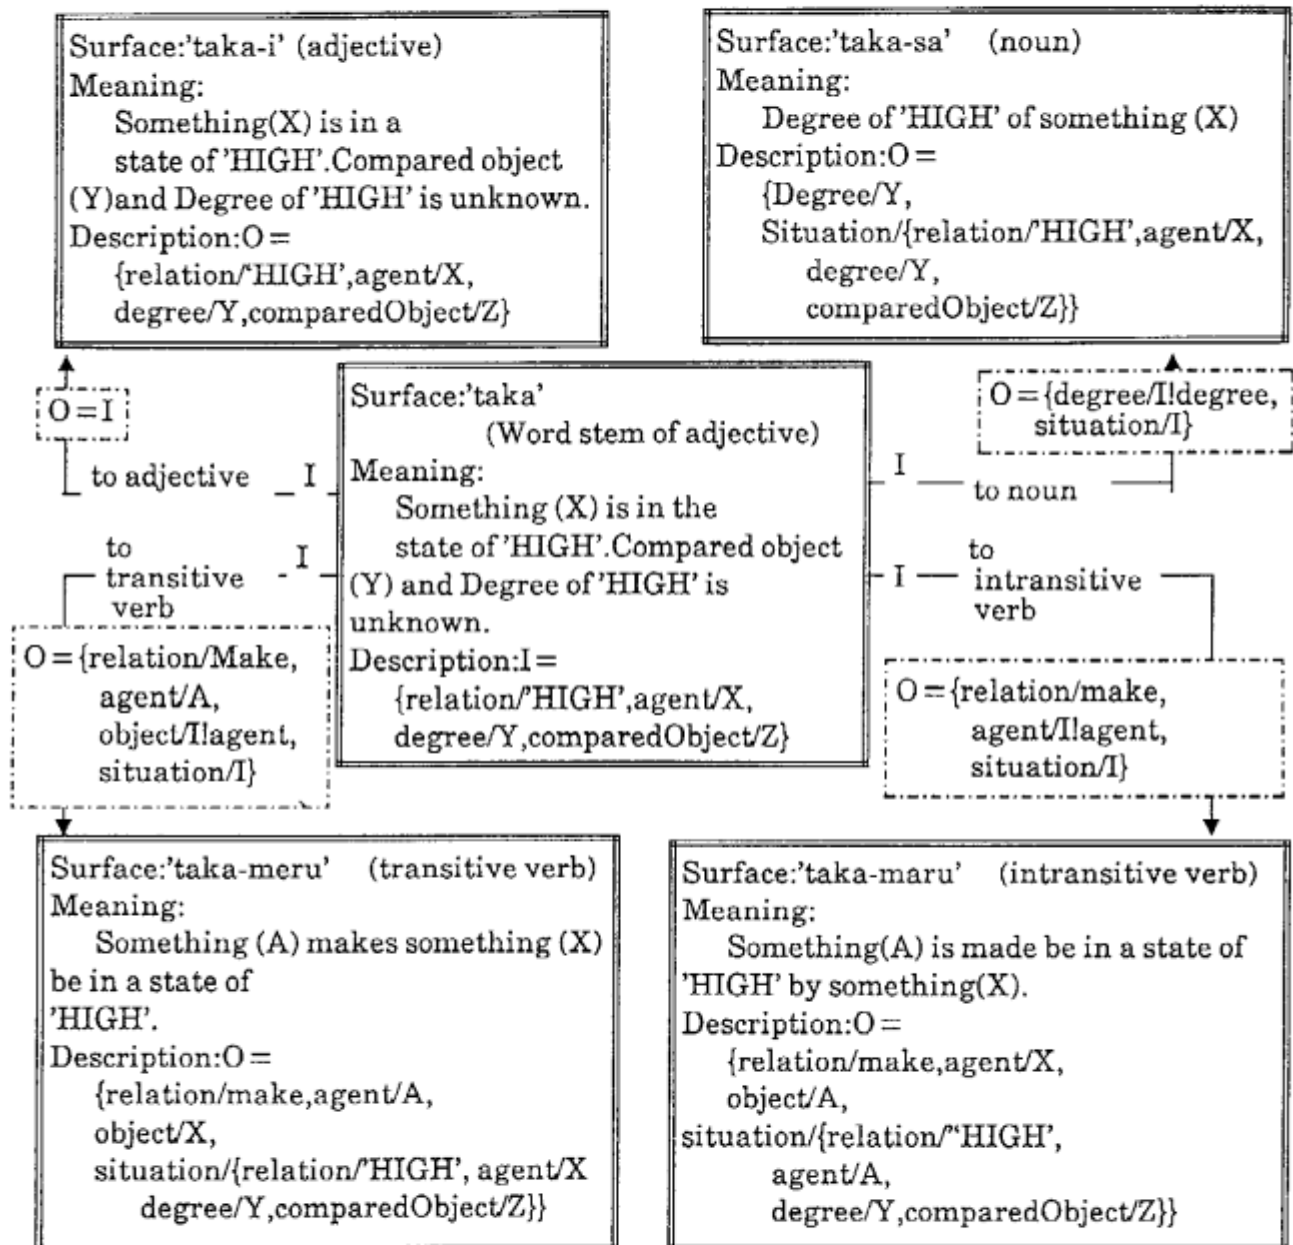 Surface:'taka-i' (adjective)
Meaning:
Something(X) is in a
state of 'HIGH'.Compared object
(Y)and Degree of 'HIGH' is unknown.
Description:O=
{relation/‘HIGH',agent/X,
degree/Y,comparedObject/Z}
Surface:'taka-sa' (noun)
Meaning:
Degree of 'HIGH' of something (X)
Description:O=
{Degree/Y,
Situation/{relation/'HIGH',agent/X,
degree/Y,
comparedObject/Z}}
O=I
to adjective I
Surface:'taka'
(Word stem of adjective)
Meaning:
Something (X) is in the
state of 'HIGH'.Compared object
(Y) and Degree of 'HIGH' is
unknown.
Description:I=
{relation/'HIGH',agent/X,
degree/Y,comparedObject/Z}
O={degree/I!degree,
situation/I}
I to noun
to
transitive
verb
I
I
to
intransitive
verb
O={relation/Make,
agent/A,
object/I!agent,
situation/I}
O={relation/make,
agent/I!agent,
situation/I}
Surface:'taka-meru' (transitive verb)
Meaning:
Something (A) makes something (X)
be in a state of
'HIGH'.
Description:O=
{relation/make,agent/A,
object/X,
situation/{relation/'HIGH', agent/X
degree/Y,comparedObject/Z}}
Surface:'taka-maru' (intransitive verb)
Meaning:
Something(A) is made be in a state of
'HIGH' by something(X).
Description:O=
{relation/make,agent/X,
object/A,
situation/{relation/"HIGH',
agent/A,
degree/Y,comparedObject/Z}}